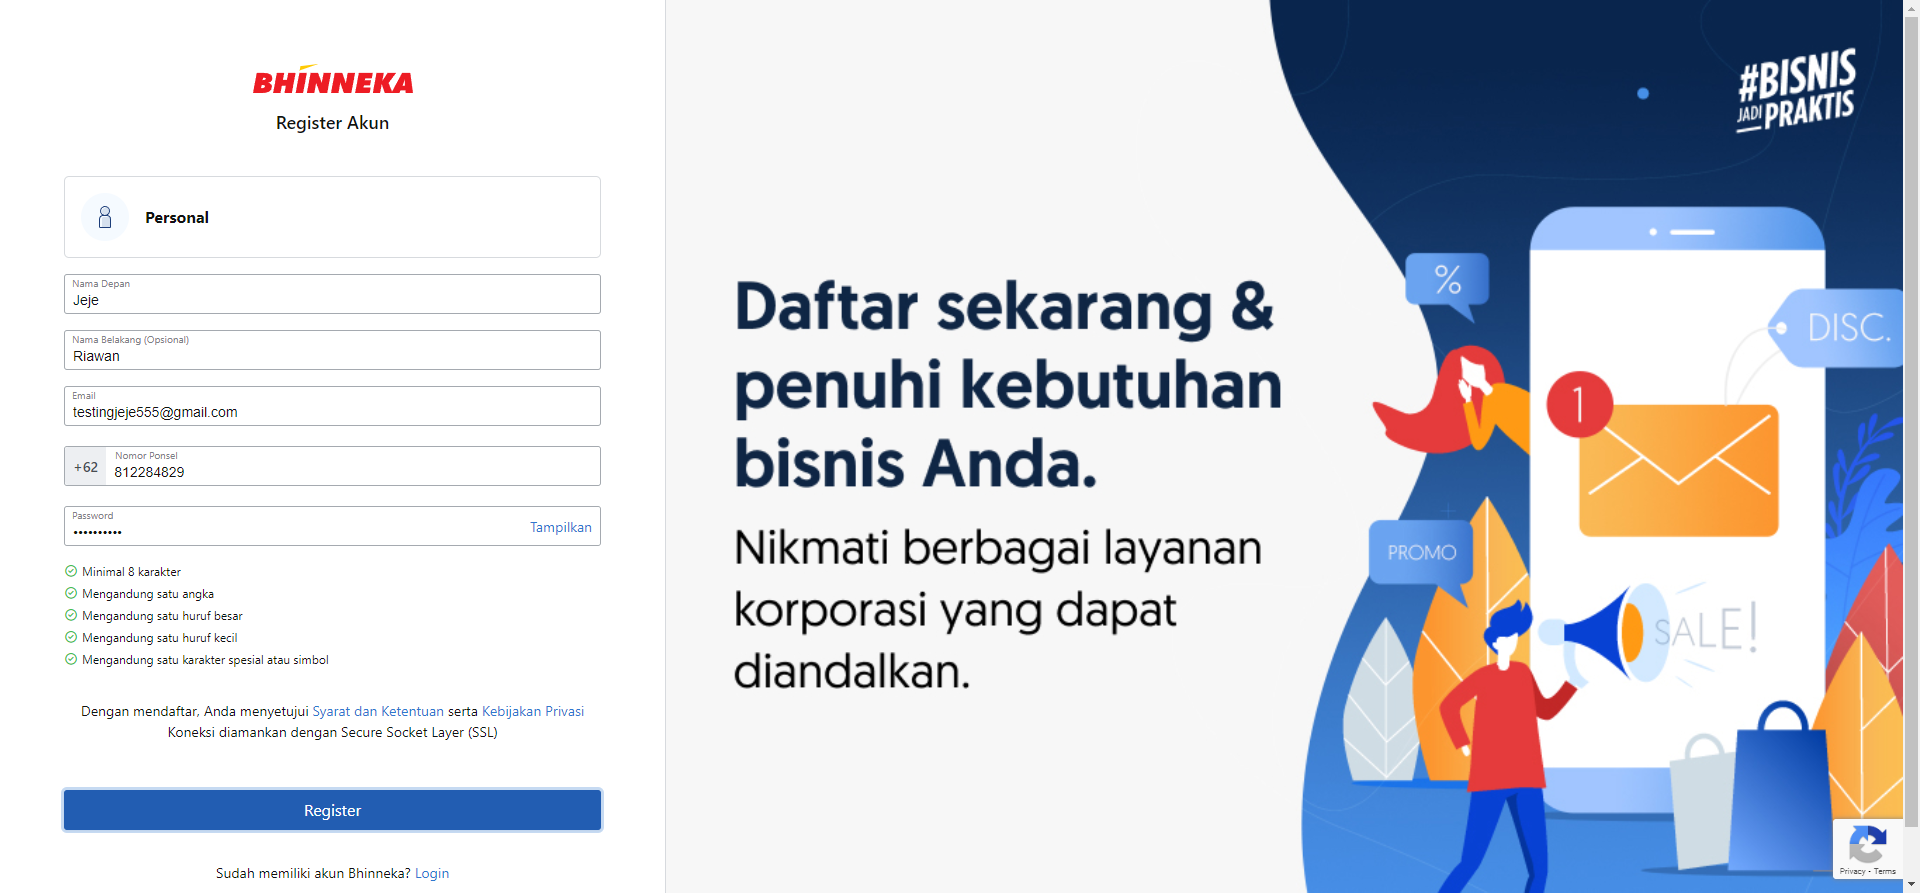 BHINNEKA
Register Akun
Personal
Nama Depan
Jeje
Nama Belakang (Opsional)
Riawan
Email
testingjeje555@gmail.com
+62
Nomor Ponsel
812284829
Password
••••••••••
Tampilkan
Minimal 8 karakter
Mengandung satu angka
Mengandung satu huruf besar
Mengandung satu huruf kecil
Mengandung satu karakter spesial atau simbol
Dengan mendaftar, Anda menyetujui Syarat dan Ketentuan serta Kebijakan Privasi
Koneksi diamankan dengan Secure Socket Layer (SSL)
Register
Sudah memiliki akun Bhinneka? Login
#BISNIS
JADI PRAKTIS
Daftar sekarang &
penuhi kebutuhan
bisnis Anda.
Nikmati berbagai layanan
korporasi yang dapat
diandalkan.
%
DISC.
1
PROMO
SALE!
Privacy - Terms